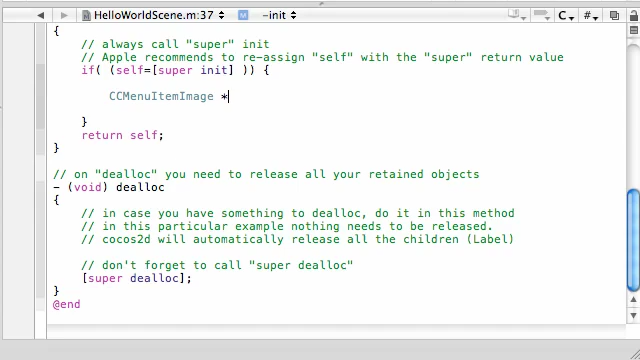 HelloWorldScene.m:37 M -init C #
{
// always call "super" init
// Apple recommends to re-assign "self" with the "super" return value
if( (self=[super init] )) {
CCMenuItemImage *
}
return self;
}
// on "dealloc" you need to release all your retained objects
- (void) dealloc
{
// in case you have something to dealloc, do it in this method
// in this particular example nothing needs to be released.
// cocos2d will automatically release all the children (Label)
// don't forget to call "super dealloc"
[super dealloc];
}
@end